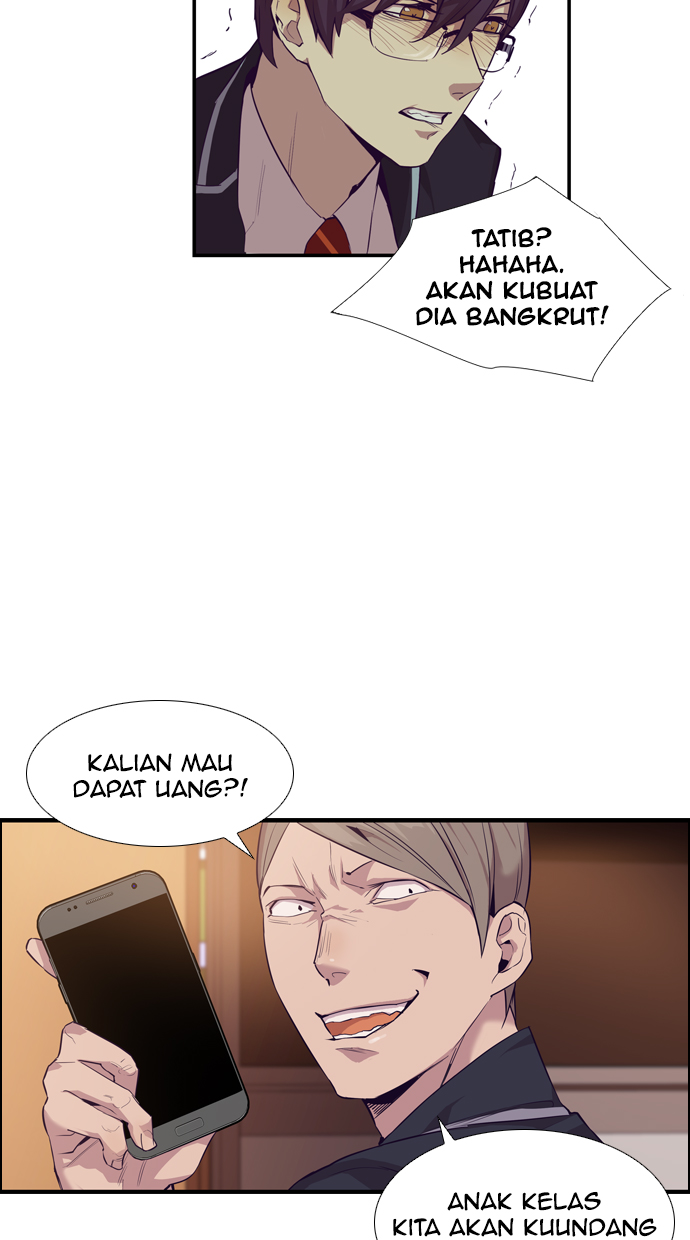 TATIB?
HAHAHA.
AKAN KUBUAT
DIA BANGKRUT!
KALIAN MAU
DAPAT UANG?!
ANAK KELAS
KITA AKAN KUUNDANG